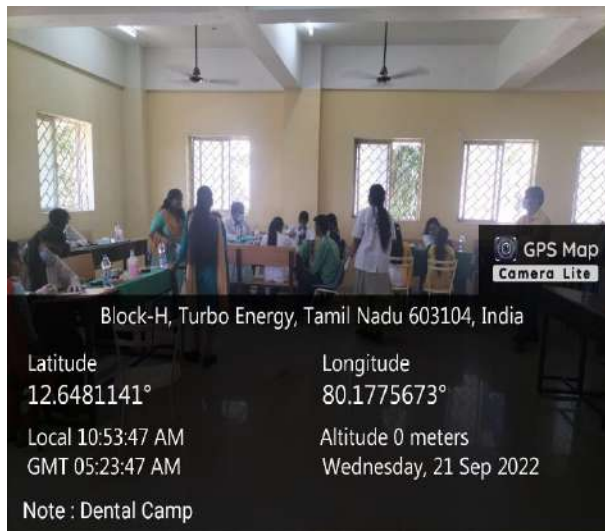 GPS Map
Camera Lite
Block-H, Turbo Energy, Tamil Nadu 603104, India
Latitude
12.6481141°
Longitude
80.1775673°
Local 10:53:47 AM
GMT 05:23:47 AM
Altitude 0 meters
Wednesday, 21 Sep 2022
Note : Dental Camp